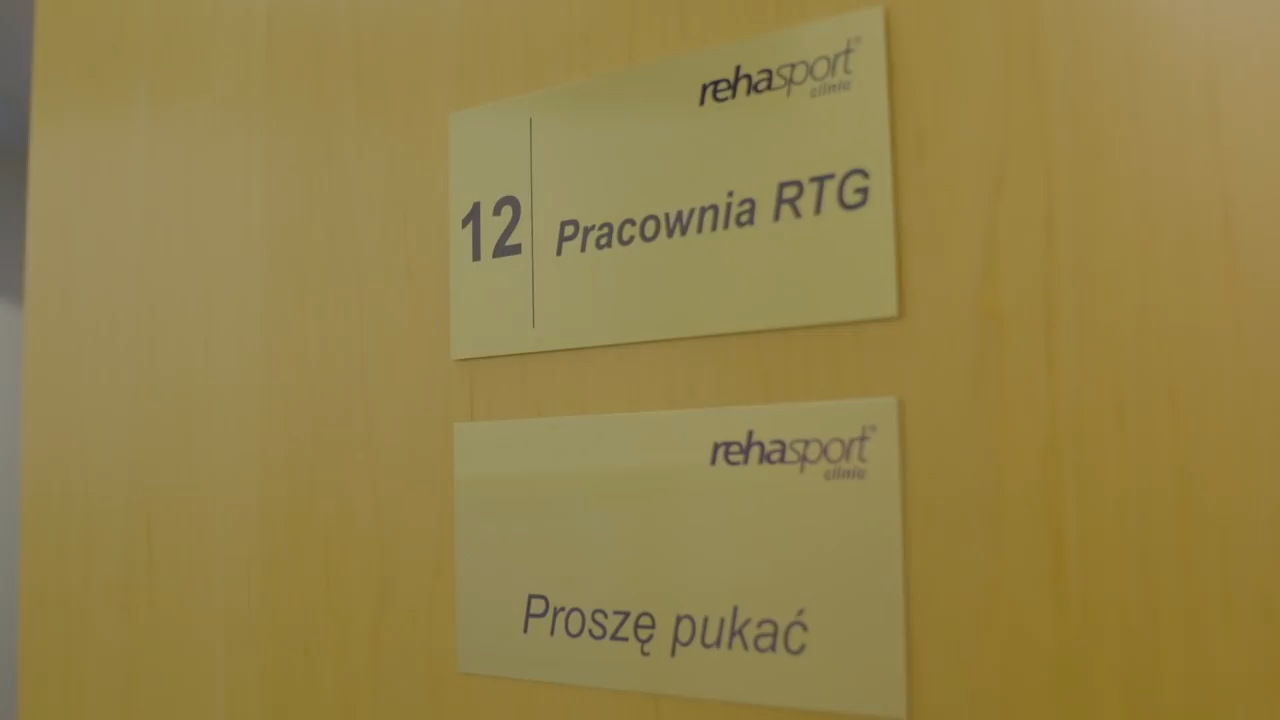 rehasport®
clinic
12 Pracownia RTG
rehasport®
clinic
Proszę pukać